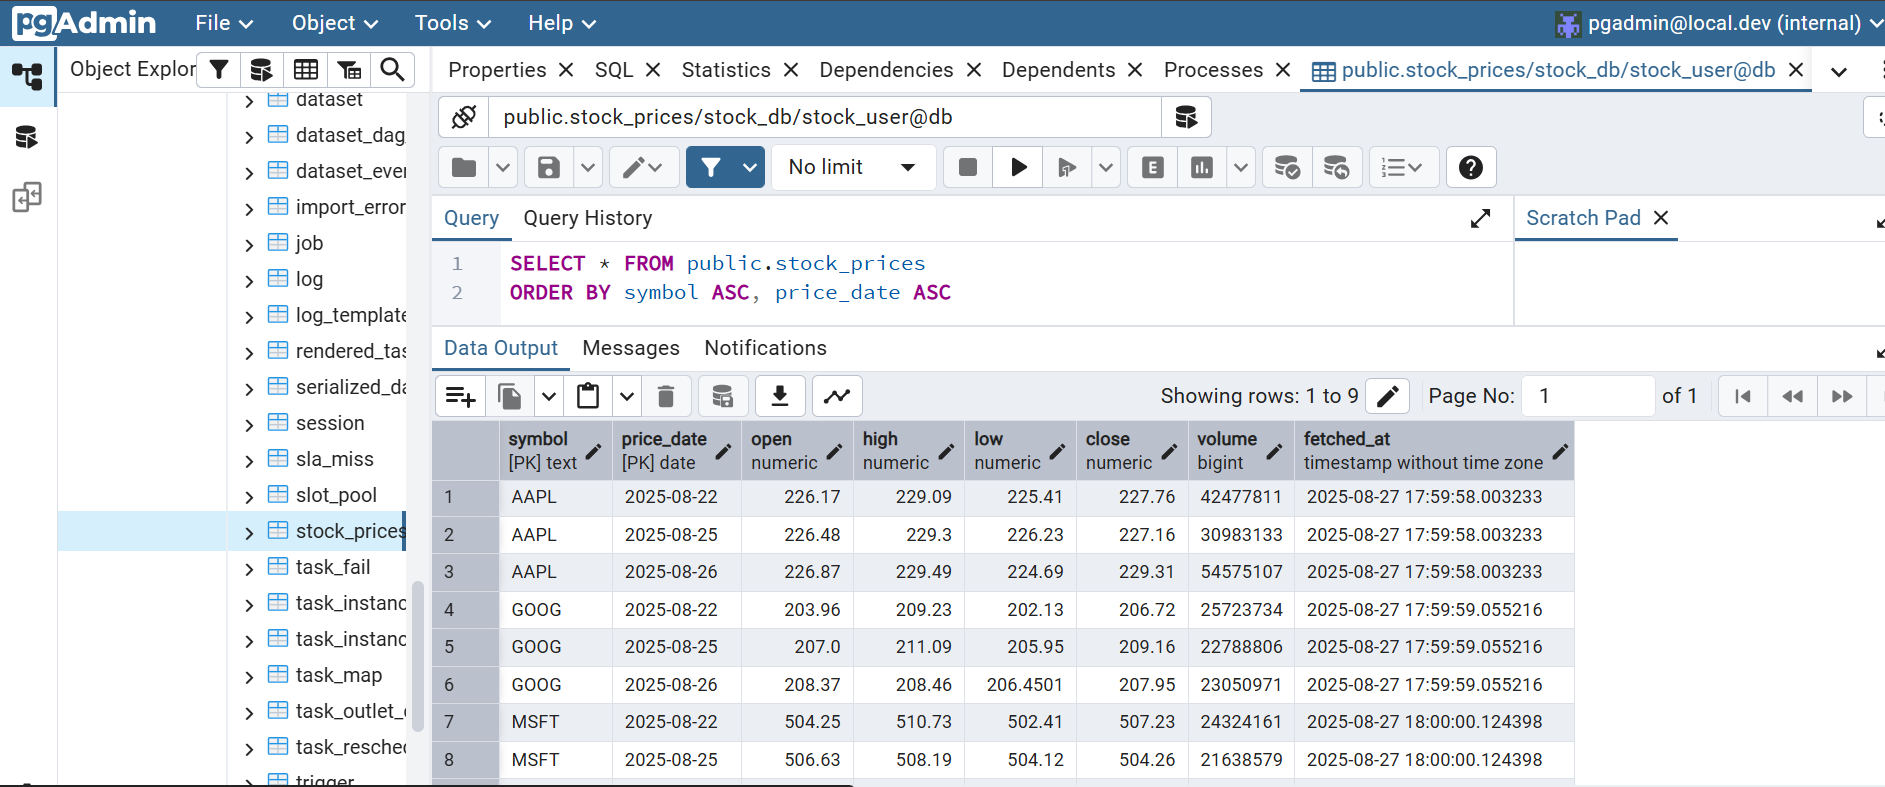 pgAdmin File Object Tools Help pgadmin@local.dev (internal)
Object Explor
Properties SQL Statistics Dependencies Dependents Processes public.stock_prices/stock_db/stock_user@db
public.stock_prices/stock_db/stock_user@db
No limit
E
Query Query History
Scratch Pad
1 SELECT * FROM public.stock_prices
2 ORDER BY symbol ASC, price_date ASC
Data Output Messages Notifications
Showing rows: 1 to 9 Page No: 1 of 1
dataset
dataset_dag
dataset_ever
import_error
job
log
log_template
rendered_tas
serialized_da
session
sla_miss
slot_pool
stock_prices
task_fail
task_instanc
task_instanc
task_map
task_outlet_
task_resched
trigger
symbol price_date open high low close volume fetched_at
[PK] text [PK] date numeric numeric numeric numeric bigint timestamp without time zone
1 AAPL 2025-08-22 226.17 229.09 225.41 227.76 42477811 2025-08-27 17:59:58.003233
2 AAPL 2025-08-25 226.48 229.3 226.23 227.16 30983133 2025-08-27 17:59:58.003233
3 AAPL 2025-08-26 226.87 229.49 224.69 229.31 54575107 2025-08-27 17:59:58.003233
4 GOOG 2025-08-22 203.96 209.23 202.13 206.72 25723734 2025-08-27 17:59:59.055216
5 GOOG 2025-08-25 207.0 211.09 205.95 209.16 22788806 2025-08-27 17:59:59.055216
6 GOOG 2025-08-26 208.37 208.46 206.4501 207.95 23050971 2025-08-27 17:59:59.055216
7 MSFT 2025-08-22 504.25 510.73 502.41 507.23 24324161 2025-08-27 18:00:00.124398
8 MSFT 2025-08-25 506.63 508.19 504.12 504.26 21638579 2025-08-27 18:00:00.124398